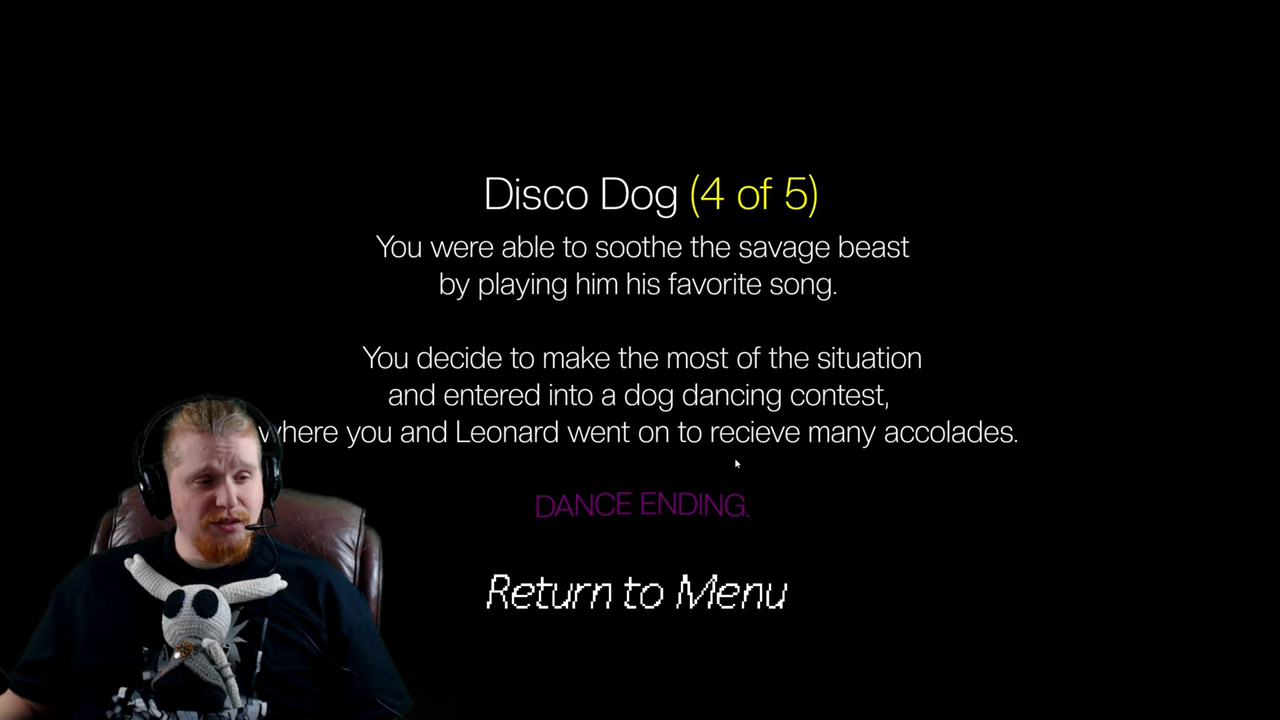 Disco Dog (4 of 5)
You were able to soothe the savage beast
by playing him his favorite song.
You decide to make the most of the situation
and entered into a dog dancing contest,
where you and Leonard went on to recieve many accolades.
DANCE ENDING.
Return to Menu